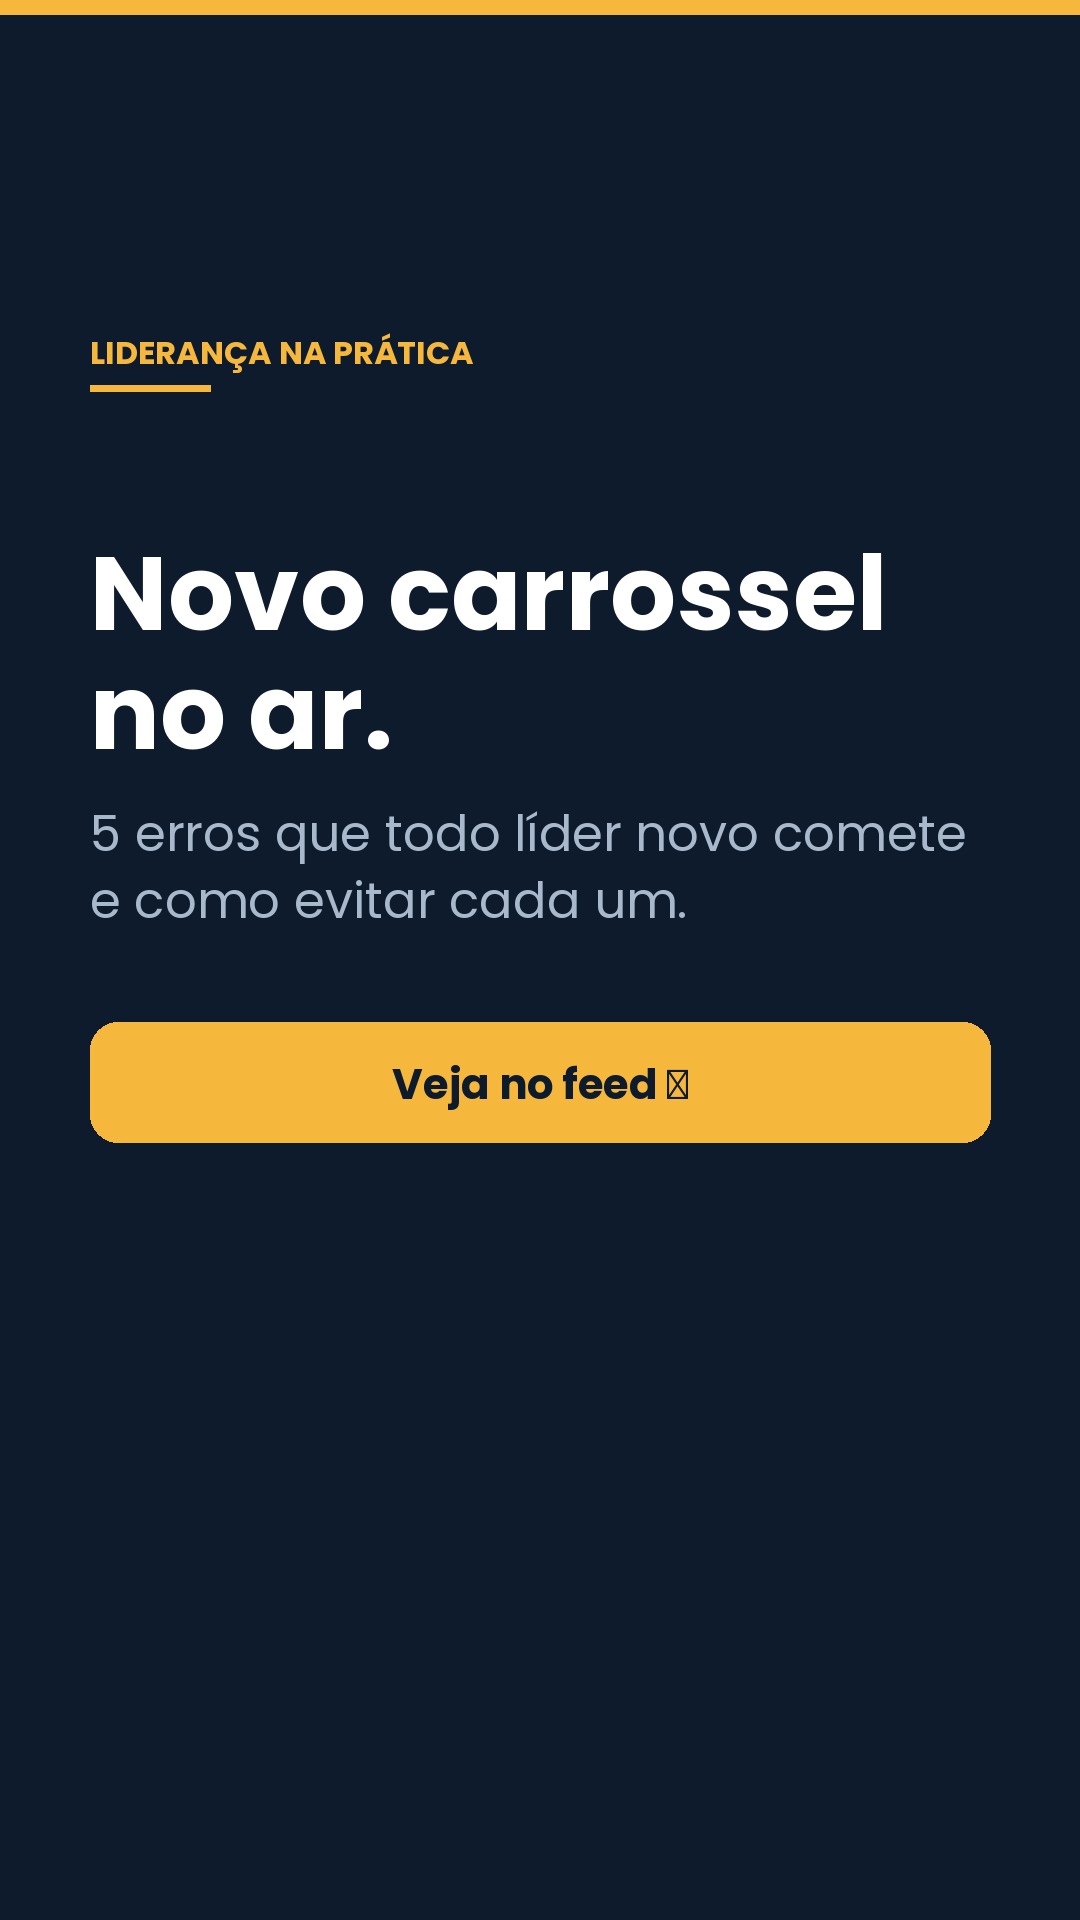 LIDERANÇA NA PRÁTICA
Novo carrossel
no ar.
5 erros que todo líder novo comete
e como evitar cada um.
Veja no feed